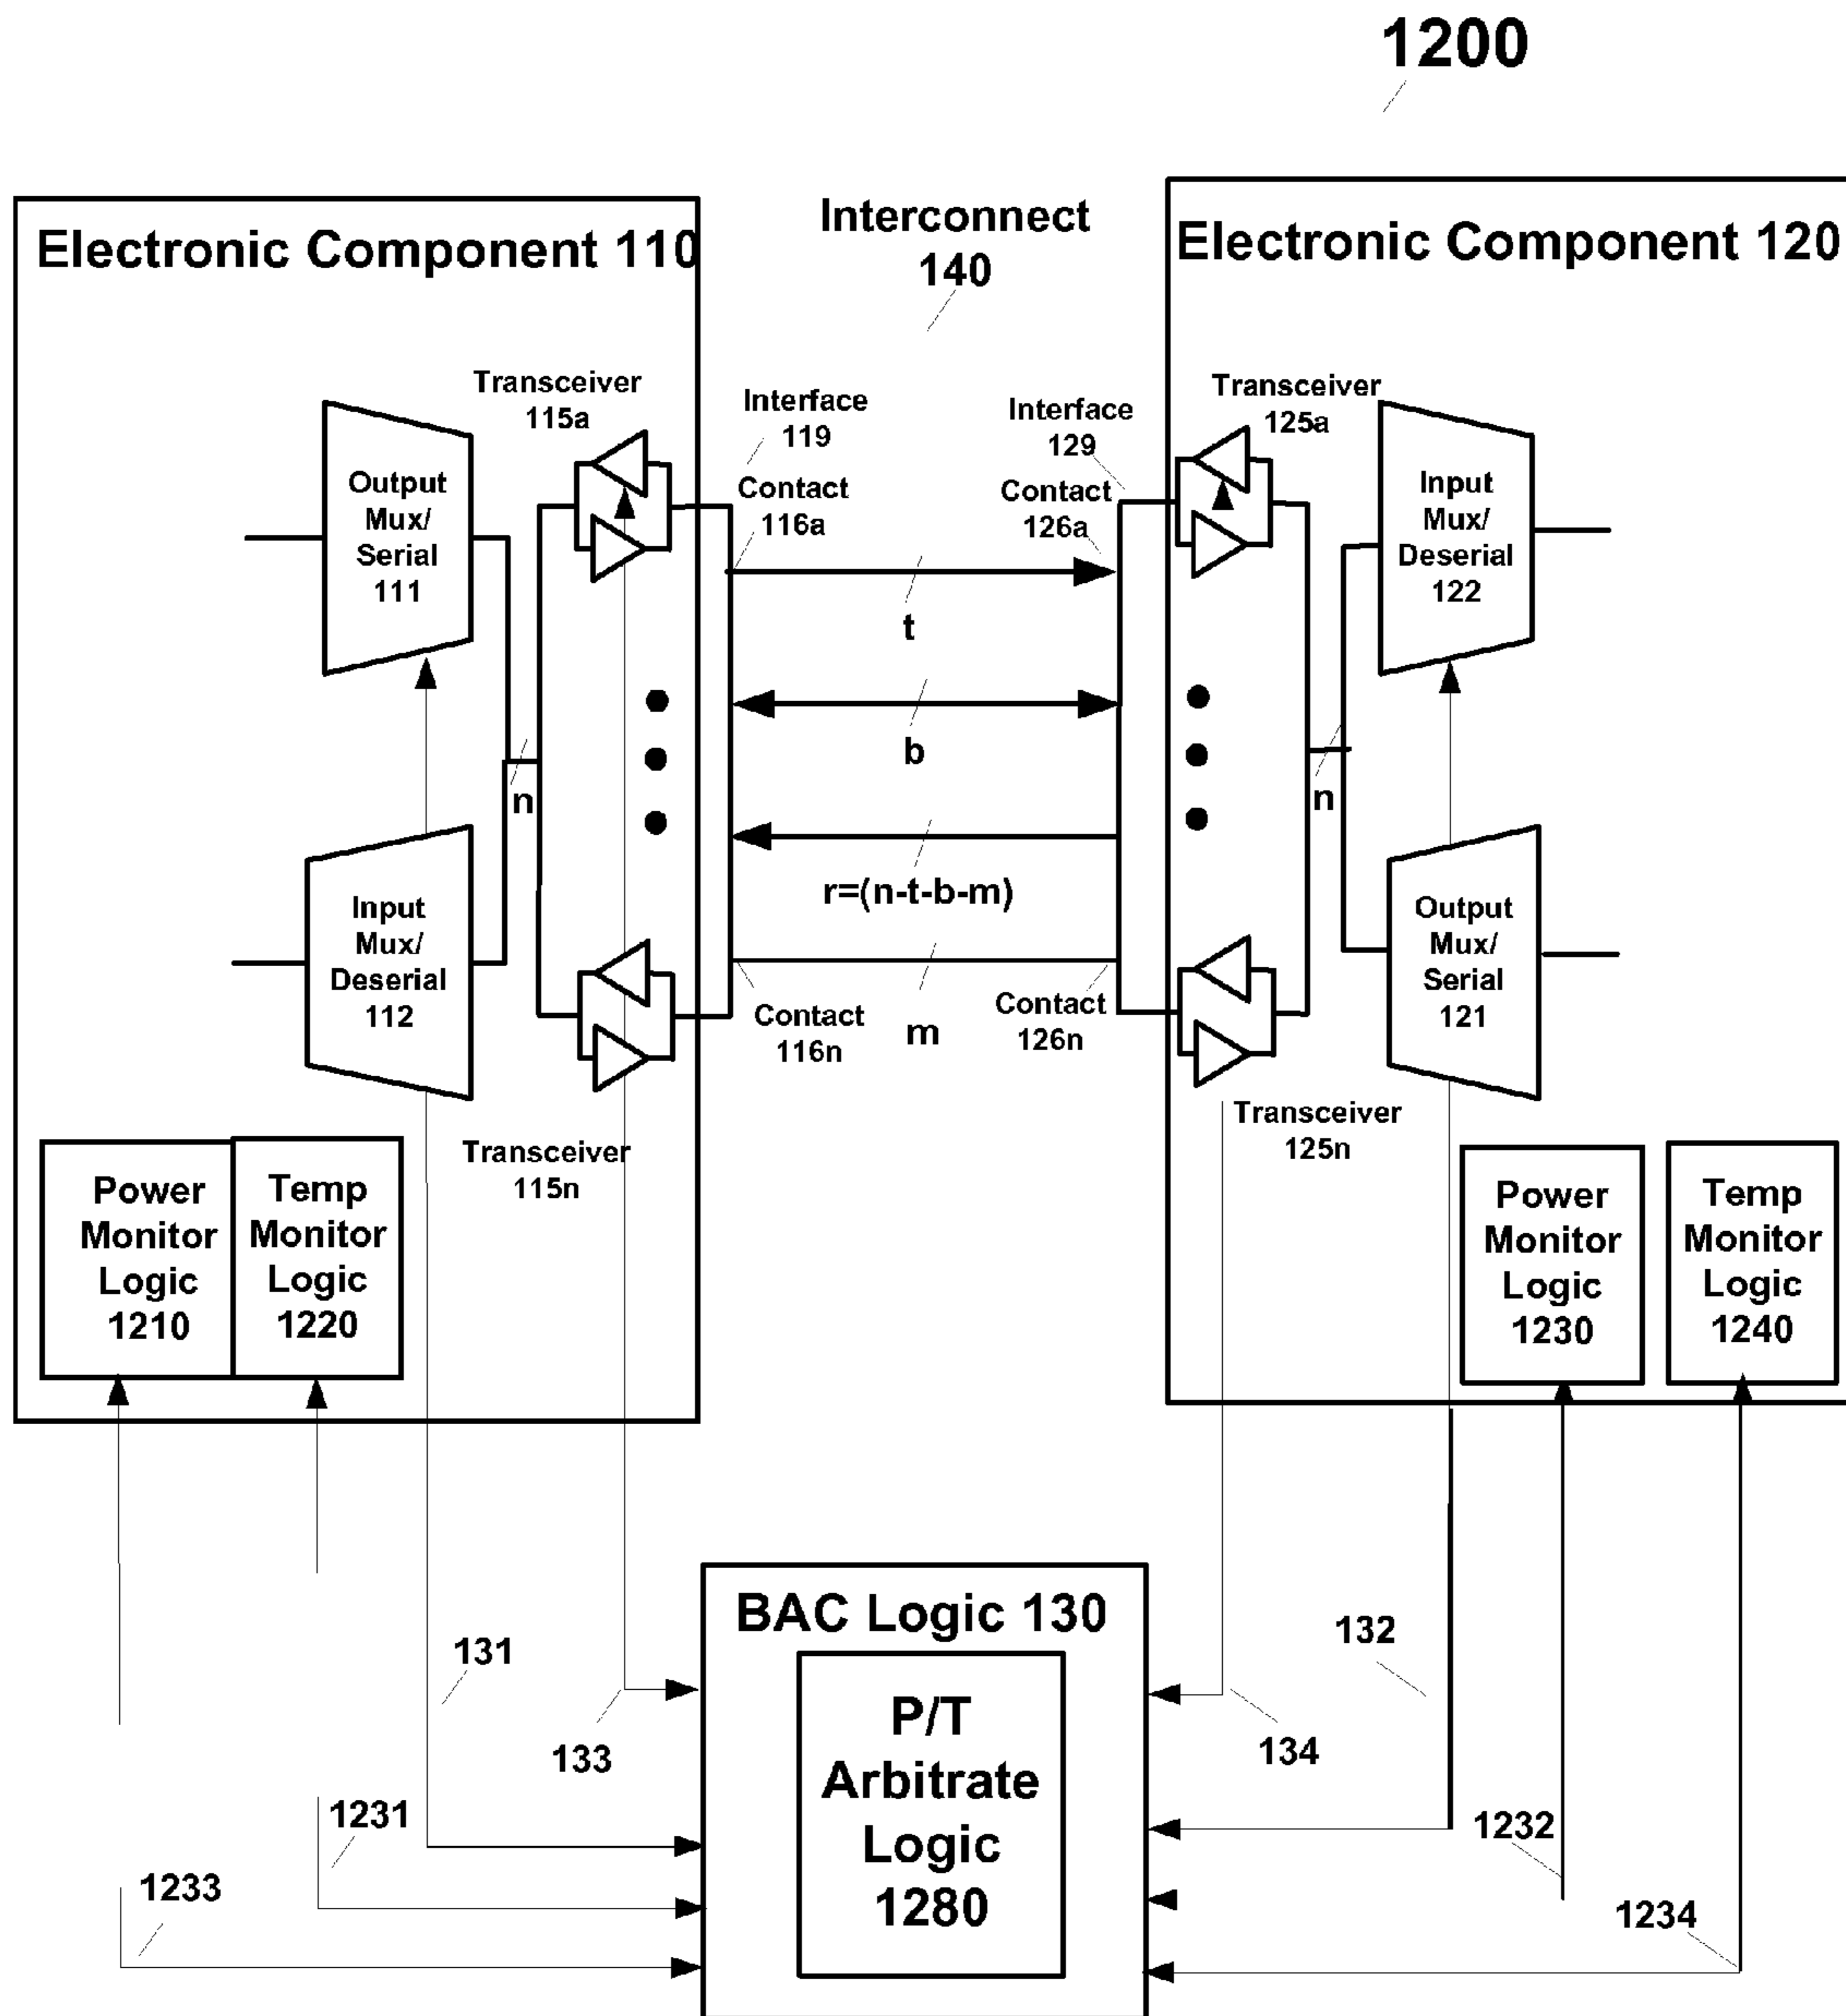 1200
Electronic Component 110
Interconnect
140
Electronic Component 120
Transceiver
115a
Interface
119
Contact
116a
Interface
129
Contact
126a
Transceiver
125a
Output
Mux/
Serial
111
Input
Mux/
Deserial
122
t
b
n
n
r=(n-t-b-m)
m
Input
Mux/
Deserial
112
Output
Mux/
Serial
121
Contact
116n
Contact
126n
Transceiver
115n
Transceiver
125n
Power
Monitor
Logic
1210
Temp
Monitor
Logic
1220
Power
Monitor
Logic
1230
Temp
Monitor
Logic
1240
BAC Logic 130
P/T
Arbitrate
Logic
1280
131
133
1231
1233
132
134
1232
1234